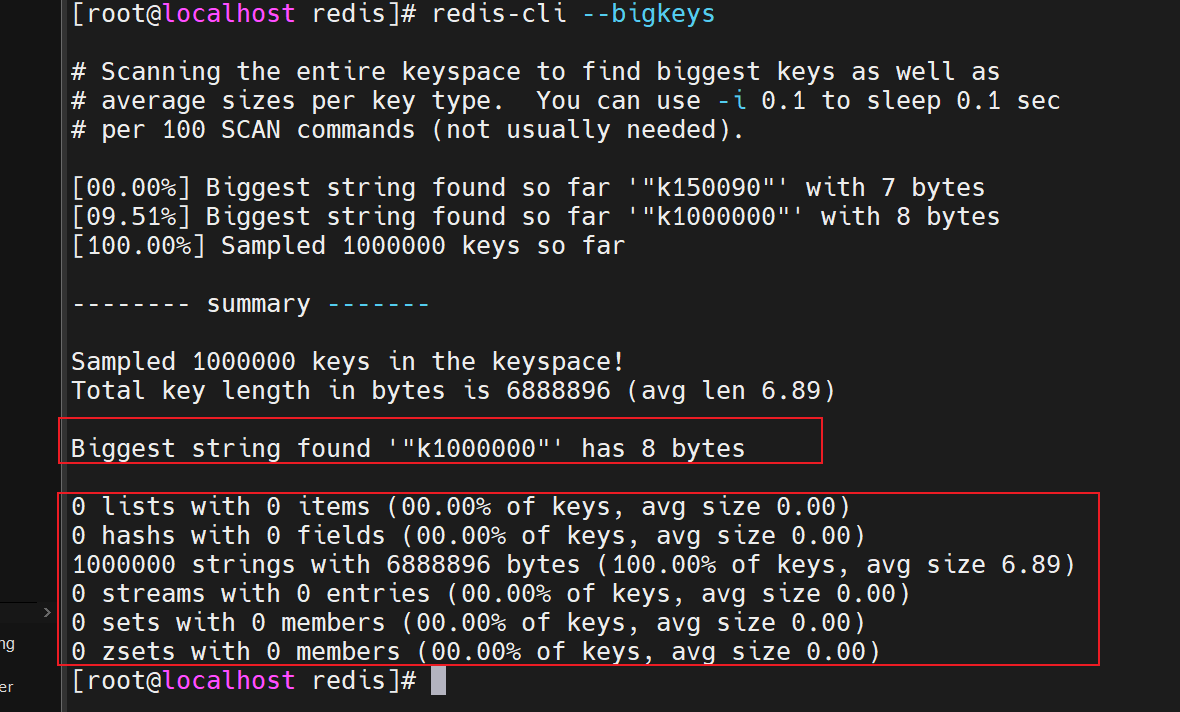 [root@localhost redis]# redis-cli --bigkeys
# Scanning the entire keyspace to find biggest keys as well as
# average sizes per key type.  You can use -i 0.1 to sleep 0.1 sec
# per 100 SCAN commands (not usually needed).
[00.00%] Biggest string found so far '"k150090"' with 7 bytes
[09.51%] Biggest string found so far '"k1000000"' with 8 bytes
[100.00%] Sampled 1000000 keys so far
-------- summary -------
Sampled 1000000 keys in the keyspace!
Total key length in bytes is 6888896 (avg len 6.89)
Biggest string found '"k1000000"' has 8 bytes
0 lists with 0 items (00.00% of keys, avg size 0.00)
0 hashs with 0 fields (00.00% of keys, avg size 0.00)
1000000 strings with 6888896 bytes (100.00% of keys, avg size 6.89)
0 streams with 0 entries (00.00% of keys, avg size 0.00)
0 sets with 0 members (00.00% of keys, avg size 0.00)
0 zsets with 0 members (00.00% of keys, avg size 0.00)
[root@localhost redis]#
ng
er